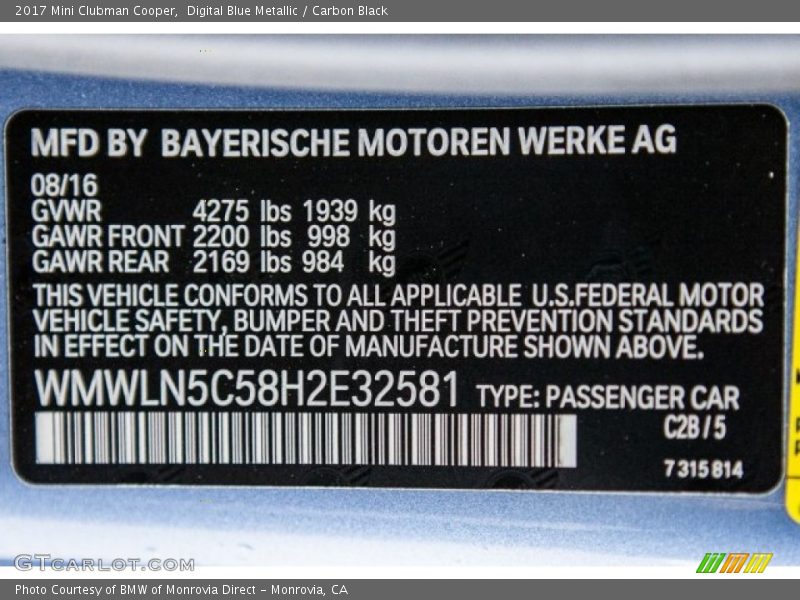 2017 Mini Clubman Cooper,  Digital Blue Metallic / Carbon Black
MFD BY BAYERISCHE MOTOREN WERKE AG
08/16
GVWR 4275 lbs 1939 kg
GAWR FRONT 2200 lbs 998 kg
GAWR REAR 2169 lbs 984 kg
THIS VEHICLE CONFORMS TO ALL APPLICABLE U.S.FEDERAL MOTOR
VEHICLE SAFETY, BUMPER AND THEFT PREVENTION STANDARDS
IN EFFECT ON THE DATE OF MANUFACTURE SHOWN ABOVE.
WMWLN5C58H2E32581 TYPE: PASSENGER CAR
C2B / 5
7 315 814
GTCARLOT.COM
Photo Courtesy of BMW of Monrovia Direct - Monrovia, CA